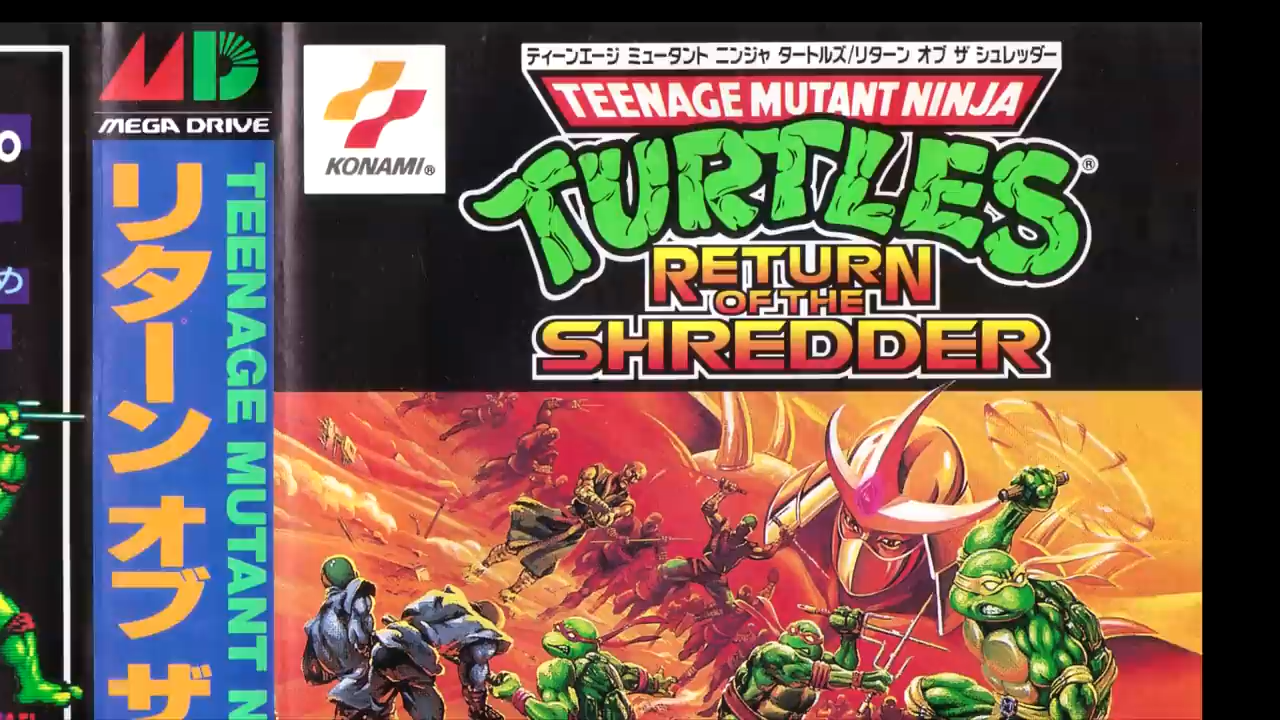 MD
MEGA DRIVE
リターン オブ ザ
TEENAGE MUTANT N
KONAMI®
ティーンエージ ミュータント ニンジャ タートルズ/リターン オブ ザ シュレッダー
TEENAGE MUTANT NINJA
TURTLES®
RETURN
OF THE
SHREDDER
め